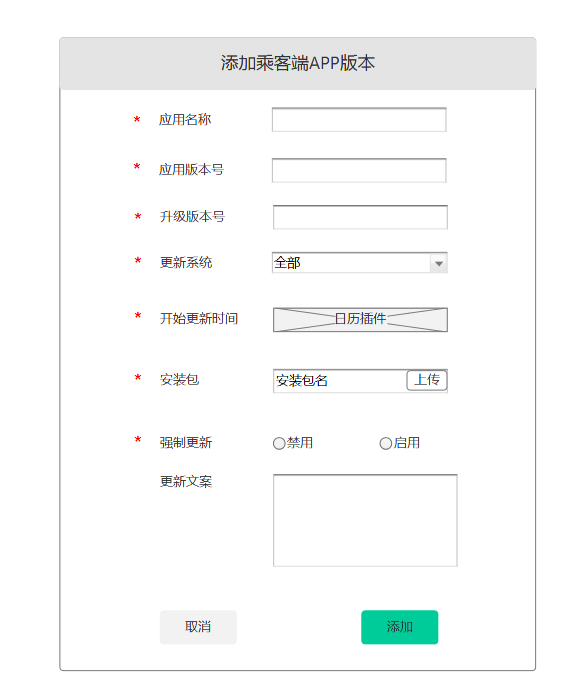 添加乘客端APP版本
* 应用名称
* 应用版本号
* 升级版本号
* 更新系统 全部
* 开始更新时间 日历插件
* 安装包 安装包名 上传
* 强制更新 禁用 启用
更新文案
取消 添加